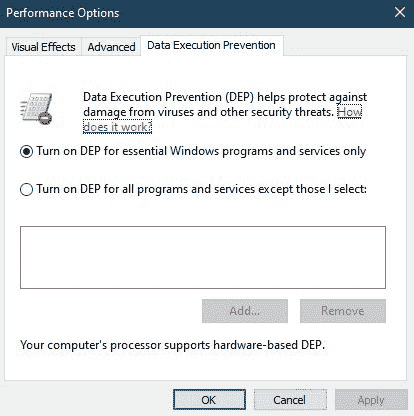 Performance Options
Visual Effects Advanced Data Execution Prevention
Data Execution Prevention (DEP) helps protect against
damage from viruses and other security threats. How
does it work?
Turn on DEP for essential Windows programs and services only
Turn on DEP for all programs and services except those I select:
Add... Remove
Your computer's processor supports hardware-based DEP.
OK Cancel Apply